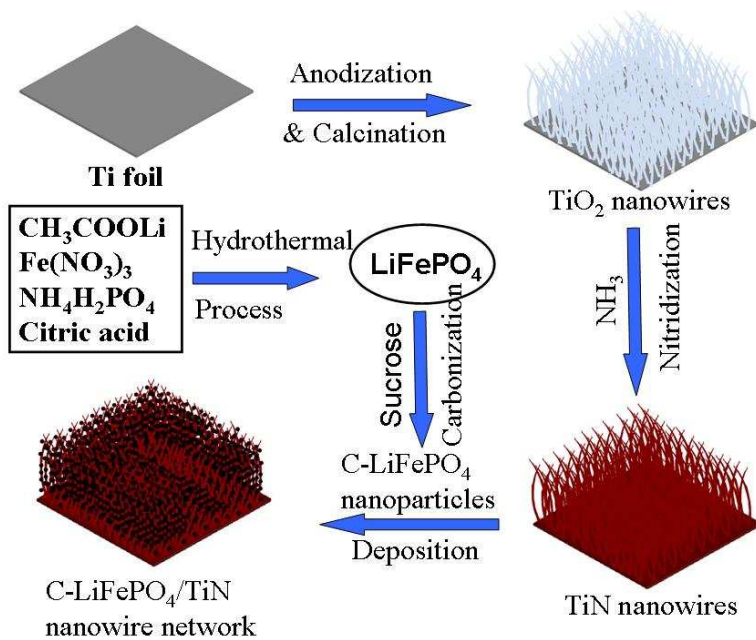 Anodization
& Calcination
Ti foil
TiO₂ nanowires
CH₃COOLi
Fe(NO₃)₃
NH₄H₂PO₄
Citric acid
Hydrothermal
Process
LiFePO₄
NH₃
Nitridization
Sucrose
Carbonization
C-LiFePO₄
nanoparticles
Deposition
C-LiFePO₄/TiN
nanowire network
TiN nanowires